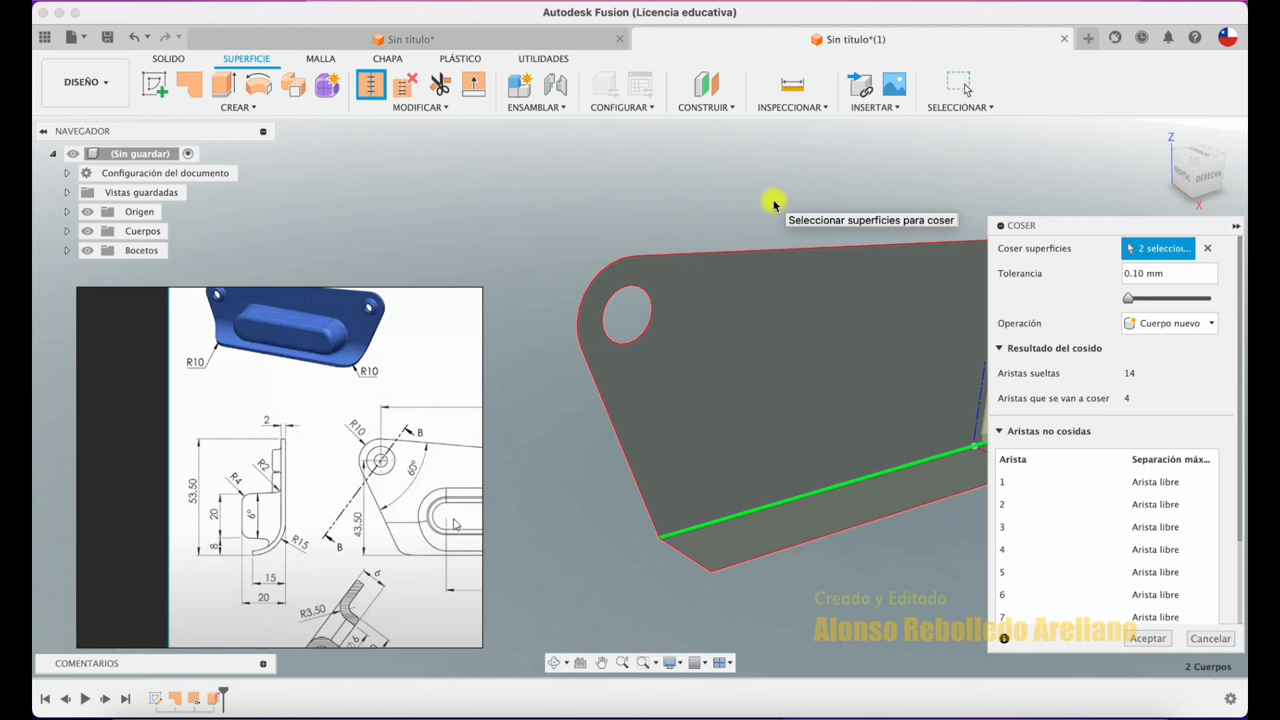 Autodesk Fusion (Licencia educativa)
Sin título*
Sin título*(1)
SOLIDO
SUPERFICIE
MALLA
CHAPA
PLÁSTICO
UTILIDADES
DISEÑO
CREAR
MODIFICAR
ENSAMBLAR
CONFIGURAR
CONSTRUIR
INSPECCIONAR
INSERTAR
SELECCIONAR
NAVEGADOR
(Sin guardar)
Configuración del documento
Vistas guardadas
Origen
Cuerpos
Bocetos
Z
FRONTAL
DERECHA
X
Seleccionar superficies para coser
COSER
Coser superficies
2 seleccio...
Tolerancia
0.10 mm
Operación
Cuerpo nuevo
Resultado del cosido
Aristas sueltas
14
Aristas que se van a coser
4
Aristas no cosidas
Arista
Separación máx...
1
Arista libre
2
Arista libre
3
Arista libre
4
Arista libre
5
Arista libre
6
Arista libre
7
Arista libre
Aceptar
Cancelar
R10
R10
2
R10
B
R2
R4
60°
53,50
20
6°
43,50
8
R15
B
15
20
6
R3,50
6
Creado y Editado
Alonso Rebolledo Arellano
COMENTARIOS
2 Cuerpos